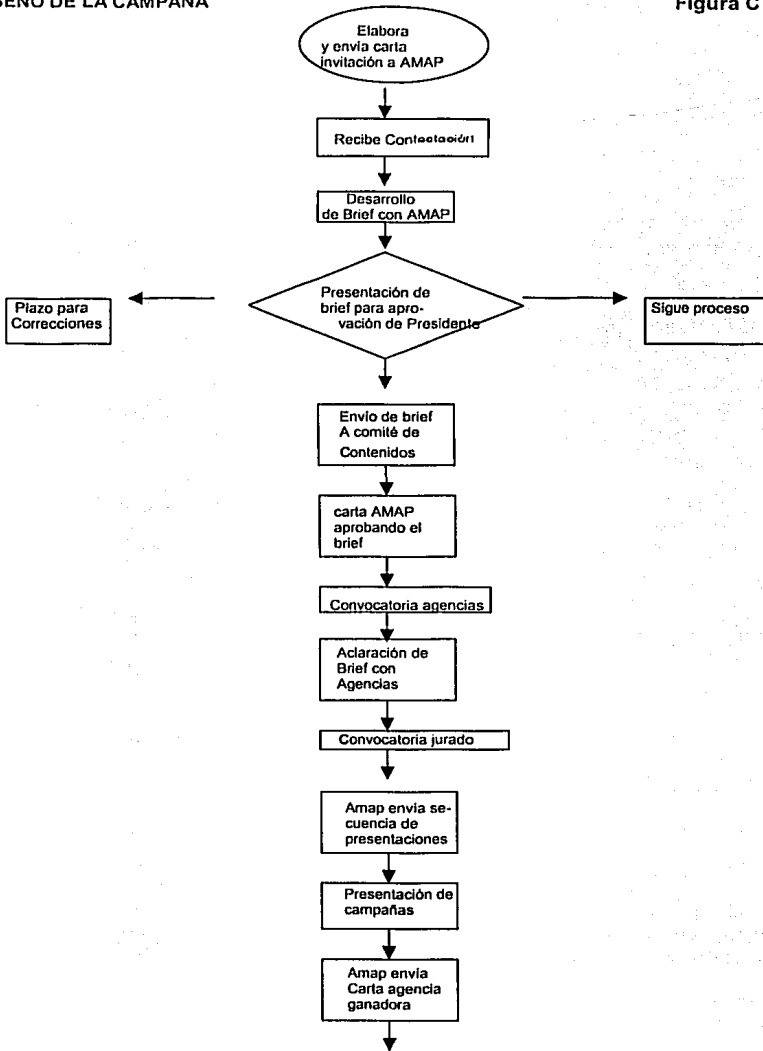 SEÑO DE LA CAMPAÑA
Figura C
Elabora
y envia carta
invitación a AMAP
Recibe
Desarrollo
de Brief con AMAP
Presentación de
brief para apro-
vación de Presidente
Plazo para
Correcciones
Sigue proceso
Envío de brief
A comité de
Contenidos
carta AMAP
aprobando el
brief
Convocatoria agencias
Aclaración de
Brief con
Agencias
Convocatoria jurado
Amap envia se-
cuencia de
presentaciones
Presentación de
campañas
Amap envia
Carta agencia
ganadora